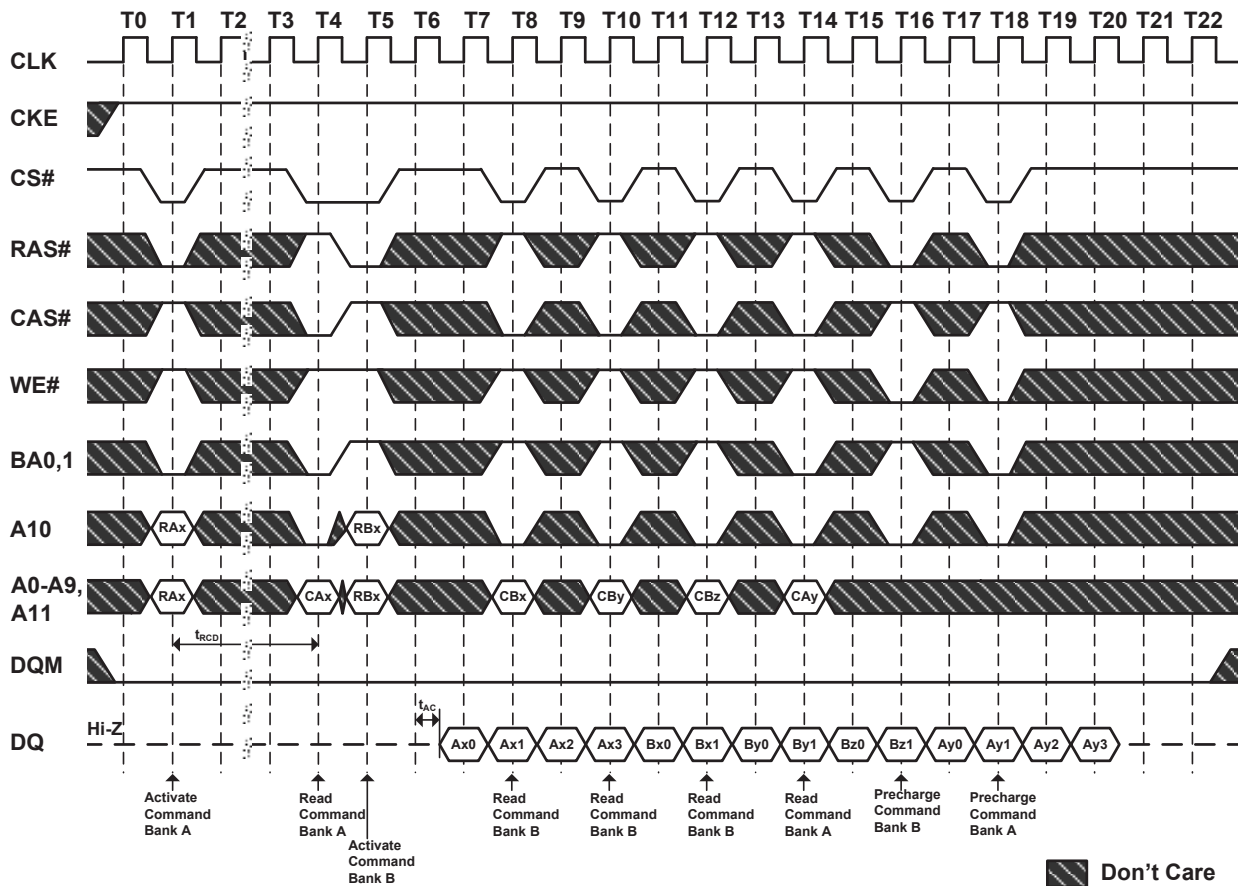 T0 T1 T2 T3 T4 T5 T6 T7 T8 T9 T10 T11 T12 T13 T14 T15 T16 T17 T18 T19 T20 T21 T22
CLK
CKE
CS#
RAS#
CAS#
WE#
BA0,1
A10 RAx RBx
A0-A9,
A11 RAx CAx RBx CBx CBy CBz CAy
tRCD
DQM
tAC
Hi-Z
DQ Ax0 Ax1 Ax2 Ax3 Bx0 Bx1 By0 By1 Bz0 Bz1 Ay0 Ay1 Ay2 Ay3
Activate
Command
Bank A
Read
Command
Bank A
Activate
Command
Bank B
Read
Command
Bank B
Read
Command
Bank B
Read
Command
Bank B
Read
Command
Bank A
Precharge
Command
Bank B
Precharge
Command
Bank A
Don't Care